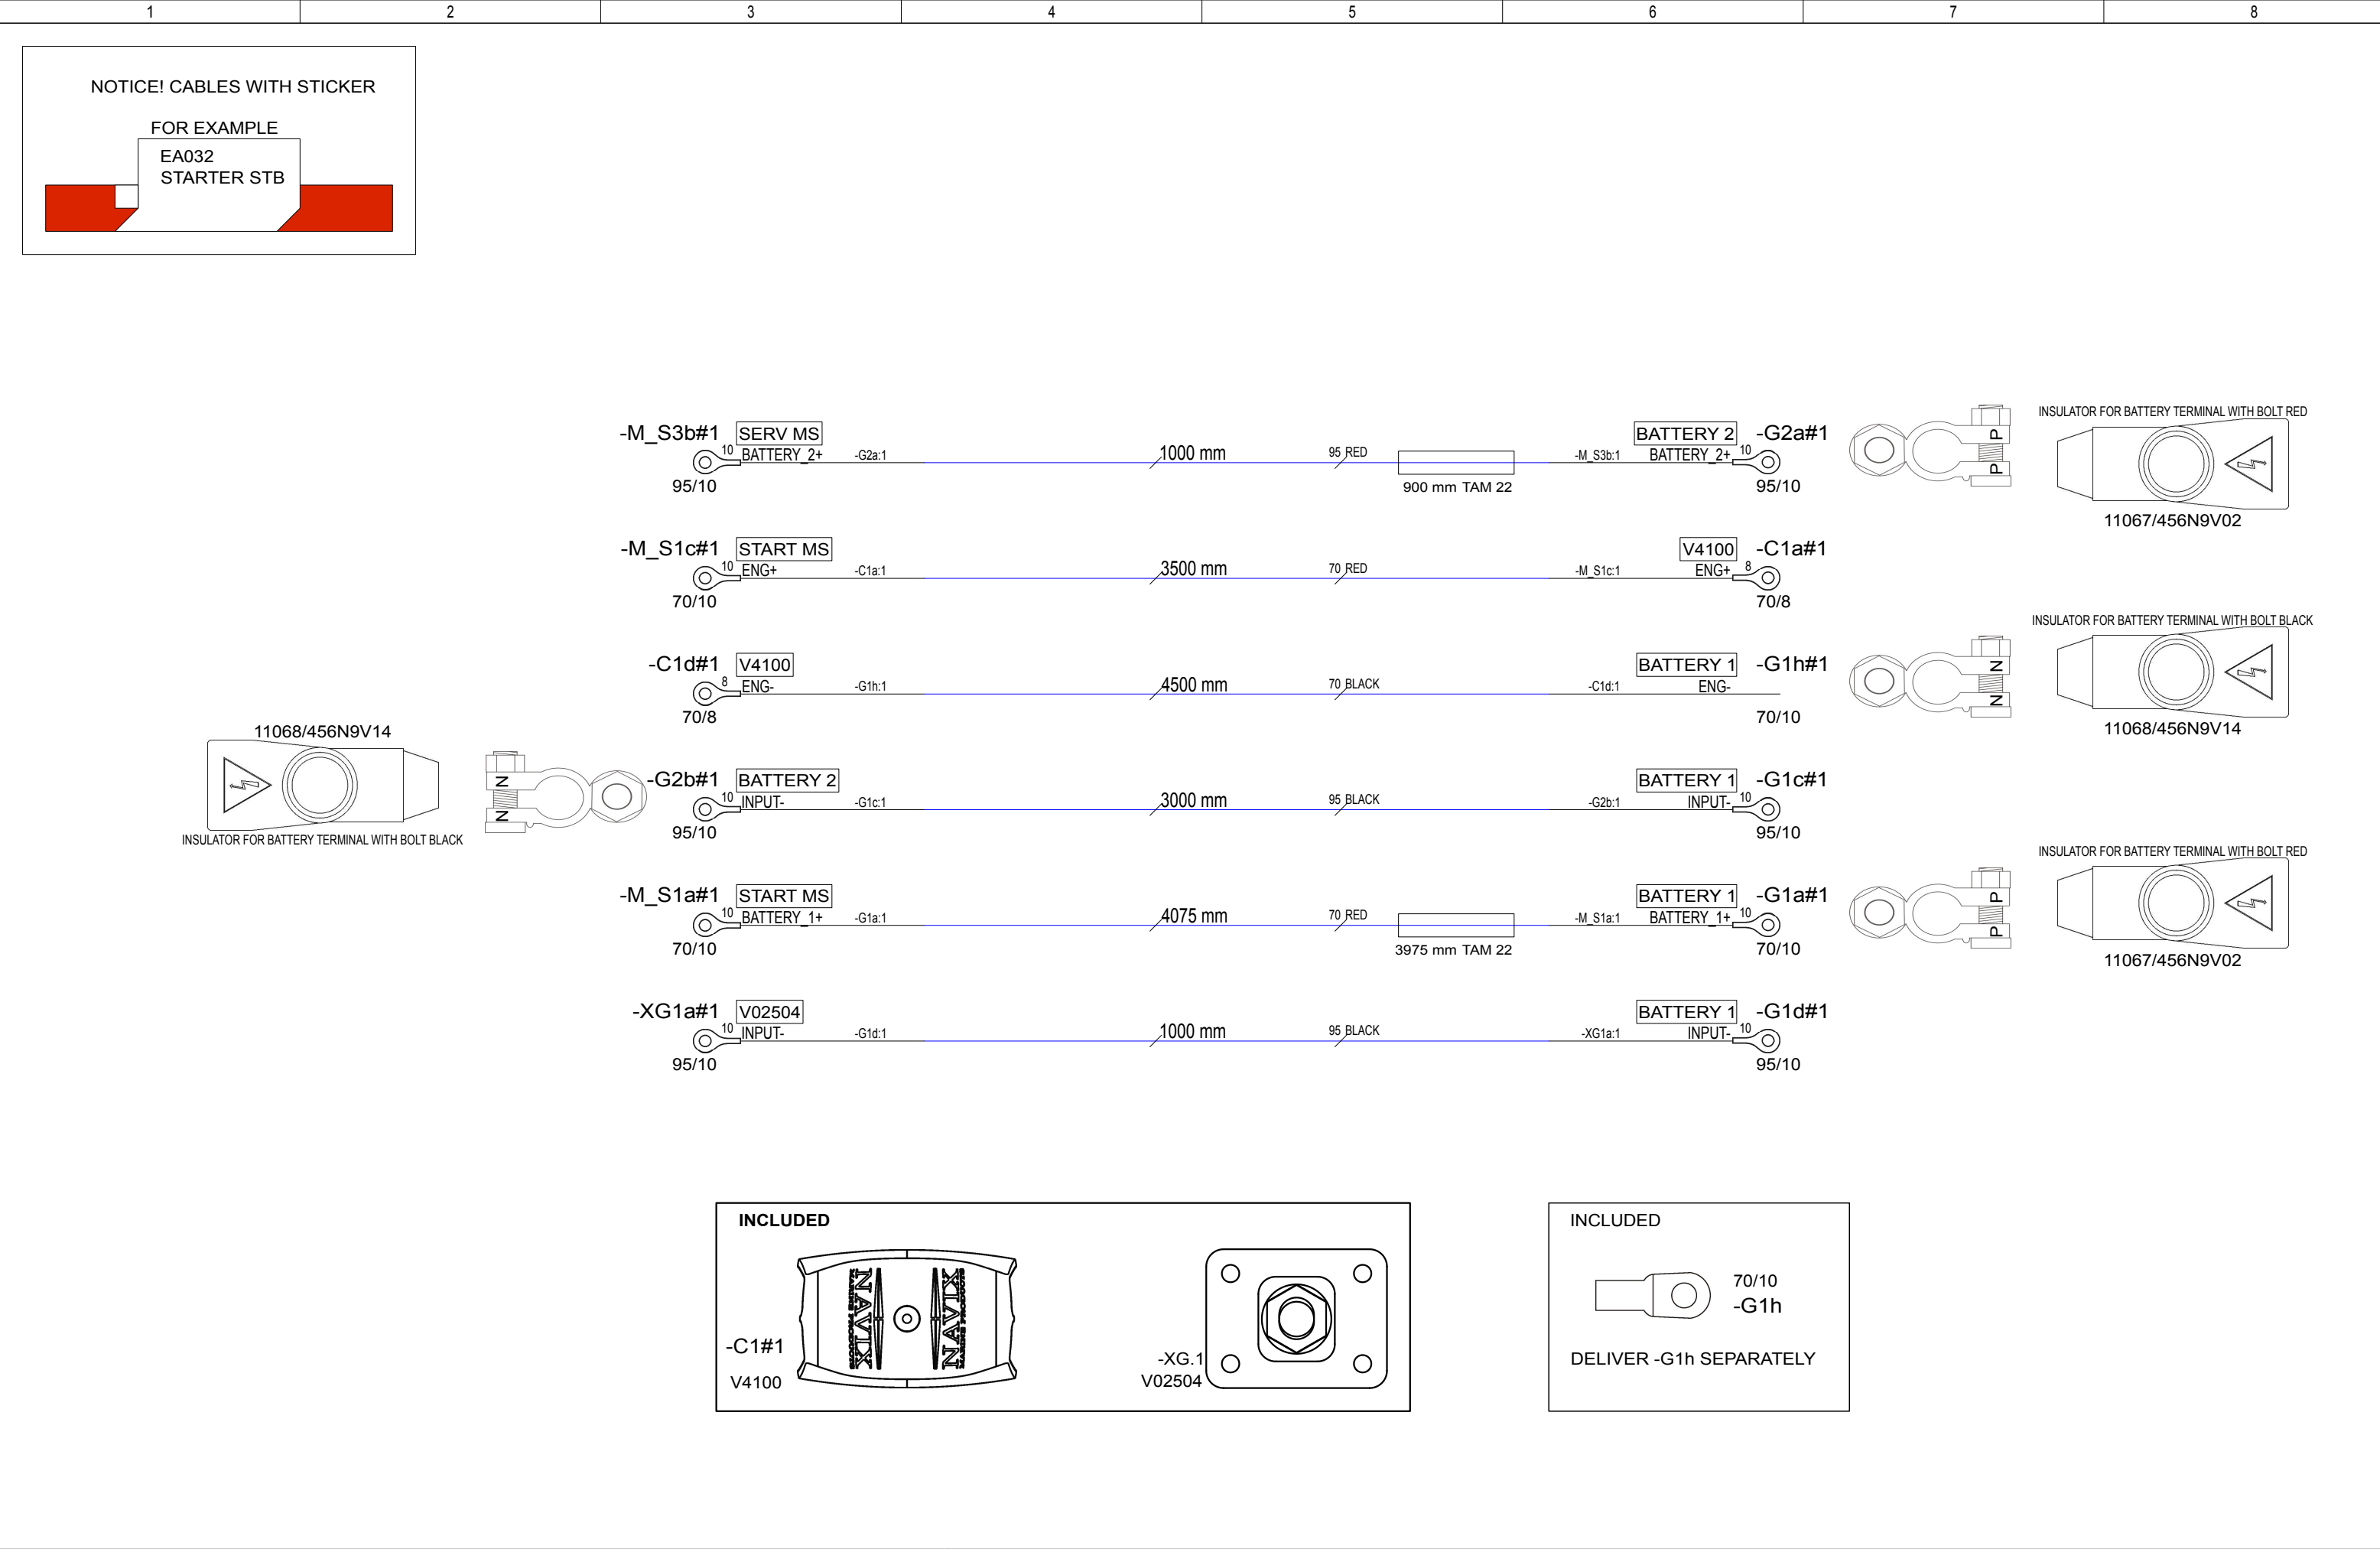 1 2 3 4 5 6 7 8
NOTICE! CABLES WITH STICKER
FOR EXAMPLE
EA032
STARTER STB
-M_S3b#1 SERV MS
10 BATTERY_2+ -G2a:1 1000 mm 95 RED -M_S3b:1 BATTERY_2+ 10
BATTERY 2 -G2a#1
95/10 900 mm TAM 22 95/10
INSULATOR FOR BATTERY TERMINAL WITH BOLT RED
P
P
11067/456N9V02
-M_S1c#1 START MS
10 ENG+ -C1a:1 3500 mm 70 RED -M_S1c:1 ENG+ 8
V4100 -C1a#1
70/10 70/8
-C1d#1 V4100
8 ENG- -G1h:1 4500 mm 70 BLACK -C1d:1 ENG-
BATTERY 1 -G1h#1
70/8 70/10
INSULATOR FOR BATTERY TERMINAL WITH BOLT BLACK
N
N
11068/456N9V14
11068/456N9V14
N
N
INSULATOR FOR BATTERY TERMINAL WITH BOLT BLACK
-G2b#1 BATTERY 2
10 INPUT- -G1c:1 3000 mm 95 BLACK -G2b:1 INPUT- 10
BATTERY 1 -G1c#1
95/10 95/10
-M_S1a#1 START MS
10 BATTERY_1+ -G1a:1 4075 mm 70 RED -M_S1a:1 BATTERY_1+ 10
BATTERY 1 -G1a#1
70/10 3975 mm TAM 22 70/10
INSULATOR FOR BATTERY TERMINAL WITH BOLT RED
P
P
11067/456N9V02
-XG1a#1 V02504
10 INPUT- -G1d:1 1000 mm 95 BLACK -XG1a:1 INPUT- 10
BATTERY 1 -G1d#1
95/10 95/10
INCLUDED
NAVIX
MARINE PRODUCTS
NAVIX
MARINE PRODUCTS
-C1#1
V4100
-XG.1
V02504
INCLUDED
70/10
-G1h
DELIVER -G1h SEPARATELY